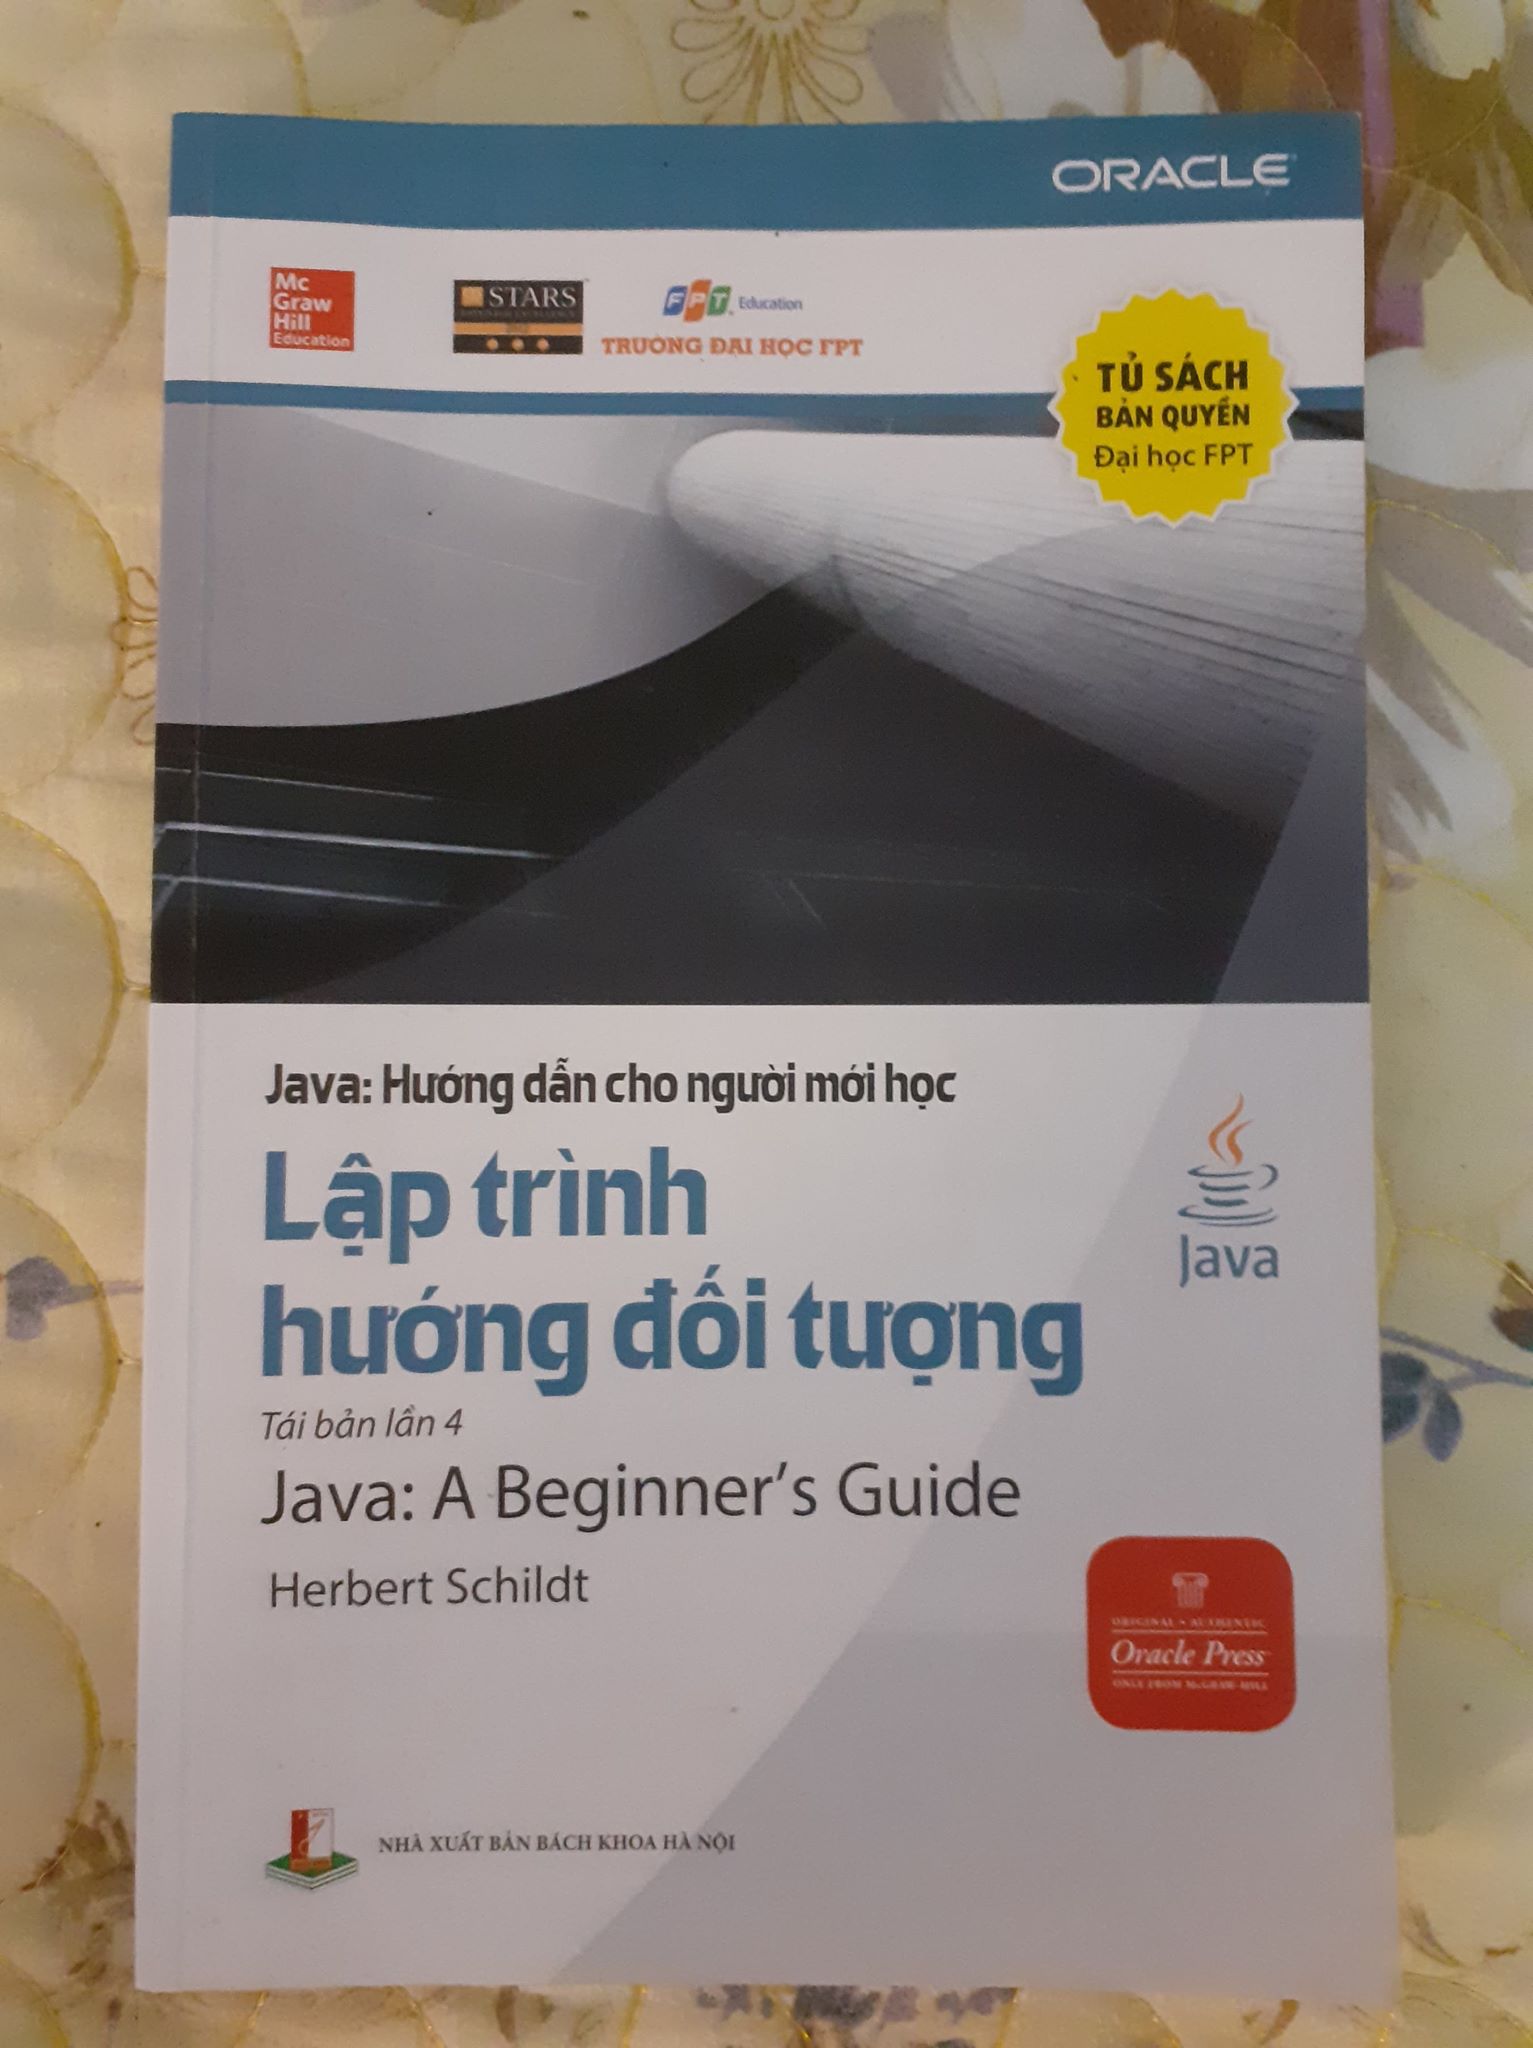 ORACLE
Mc
Graw
Hill
Education
STARS
FPT Education
TRƯỜNG ĐẠI HỌC FPT
TỦ SÁCH
BẢN QUYỀN
Đại học FPT
Java: Hướng dẫn cho người mới học
Lập trình
hướng đối tượng
Java
Tái bản lần 4
Java: A Beginner's Guide
Herbert Schildt
ORIGINAL • AUTHENTIC
Oracle Press
ONLY FROM McGRAW-HILL
NHÀ XUẤT BẢN BÁCH KHOA HÀ NỘI